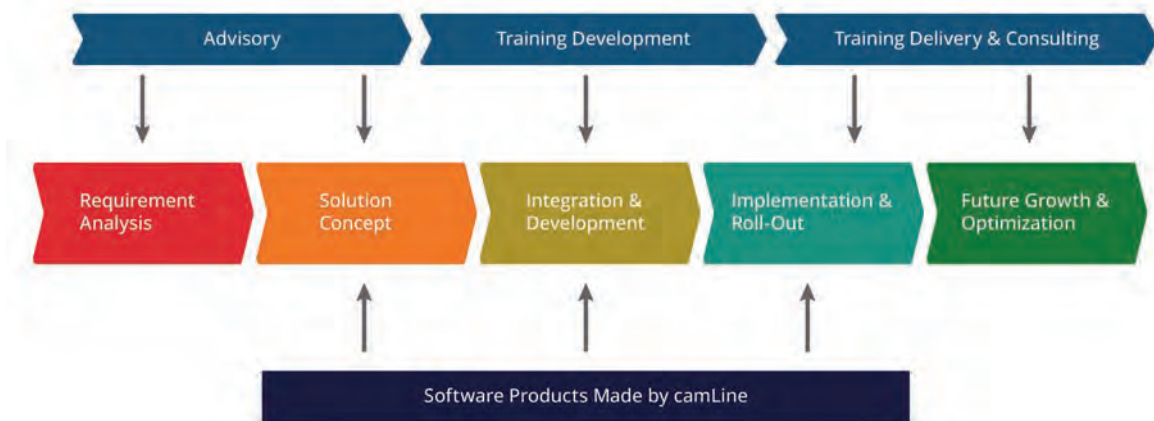 Advisory
Training Development
Training Delivery & Consulting
Requirement
Analysis
Solution
Concept
Integration &
Development
Implementation &
Roll-Out
Future Growth &
Optimization
Software Products Made by camLine